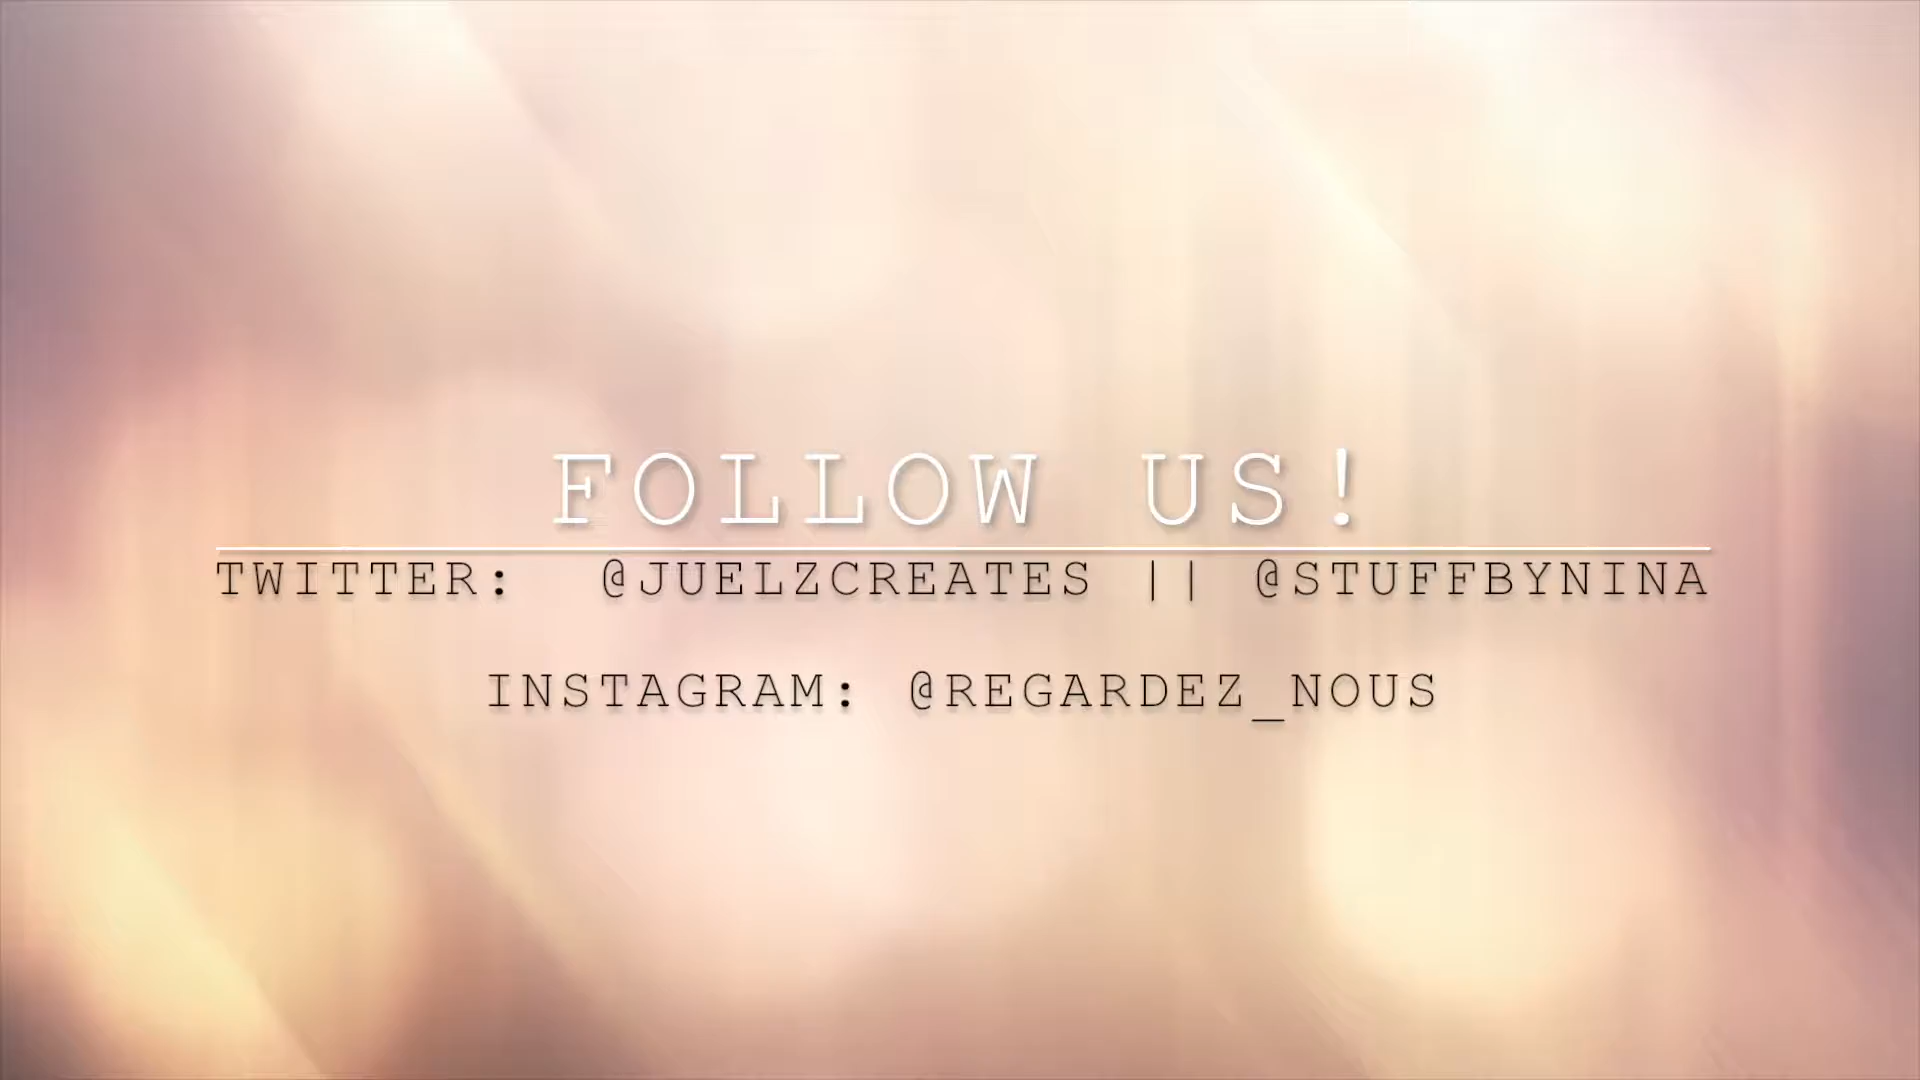 FOLLOW US!
TWITTER: @JUELZCREATES || @STUFFBYNINA
INSTAGRAM: @REGARDEZ_NOUS